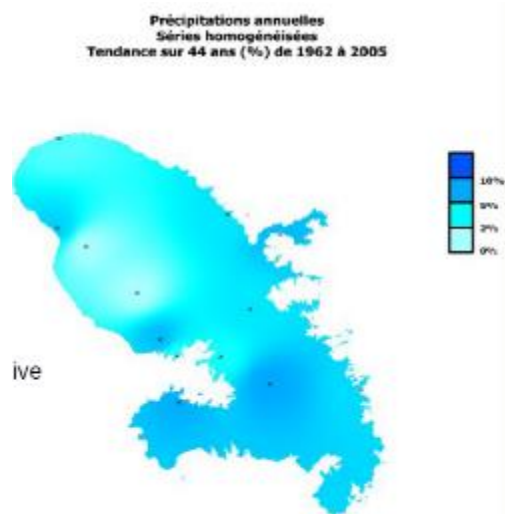 Précipitations annuelles
Séries homogénéisées
Tendance sur 44 ans (%) de 1962 à 2005
10%
5%
2%
0%
ive